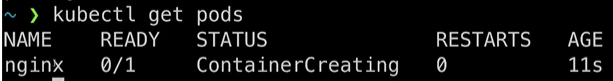 ~ ❯ kubectl get pods
NAME    READY   STATUS              RESTARTS   AGE
nginx   0/1     ContainerCreating   0          11s